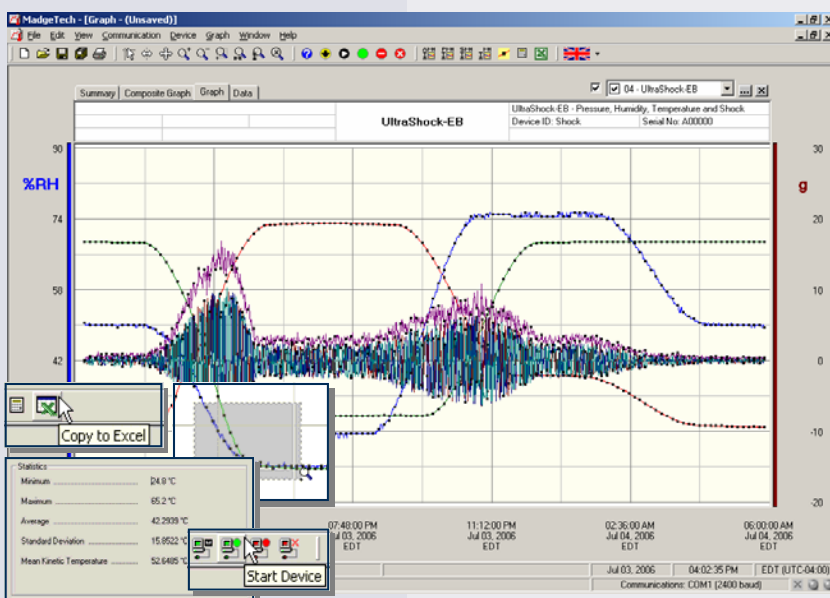 MadgeTech - [Graph - (Unsaved)]
File Edit View Communication Device Graph Window Help
Summary Composite Graph Graph Data
04 - UltraShock-EB
UltraShock-EB
UltraShock-EB - Pressure, Humidity, Temperature and Shock
Device ID: Shock Serial No: A00000
90
%RH
74
58
42
30
g
20
10
0
-10
-20
Copy to Excel
Statistics
Minimum 24.8 °C
Maximum 65.2 °C
Average 42.2939 °C
Standard Deviation 15.8522 °C
Mean Kinetic Temperature 52.6485 °C
Start Device
07:48:00 PM
Jul 03, 2006
EDT
11:12:00 PM
Jul 03, 2006
EDT
02:36:00 AM
Jul 04, 2006
EDT
06:00:00 AM
Jul 04, 2006
EDT
Jul 03, 2006 04:02:35 PM EDT (UTC-04:00)
Communications: COM1 (2400 baud)